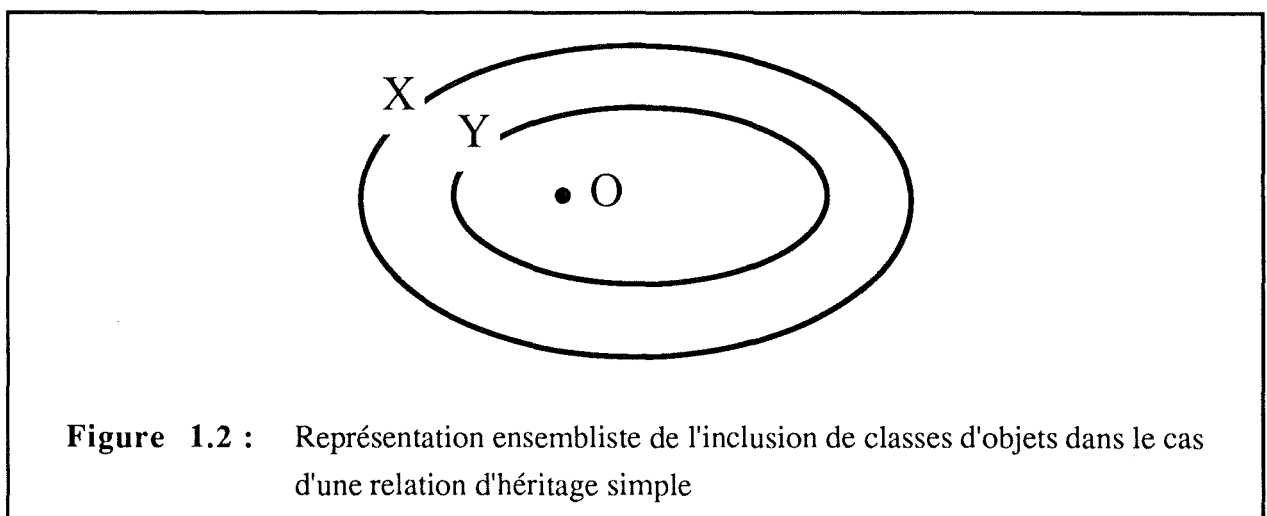 X
Y
O
Figure 1.2 : Représentation ensembliste de l'inclusion de classes d'objets dans le cas
d'une relation d'héritage simple